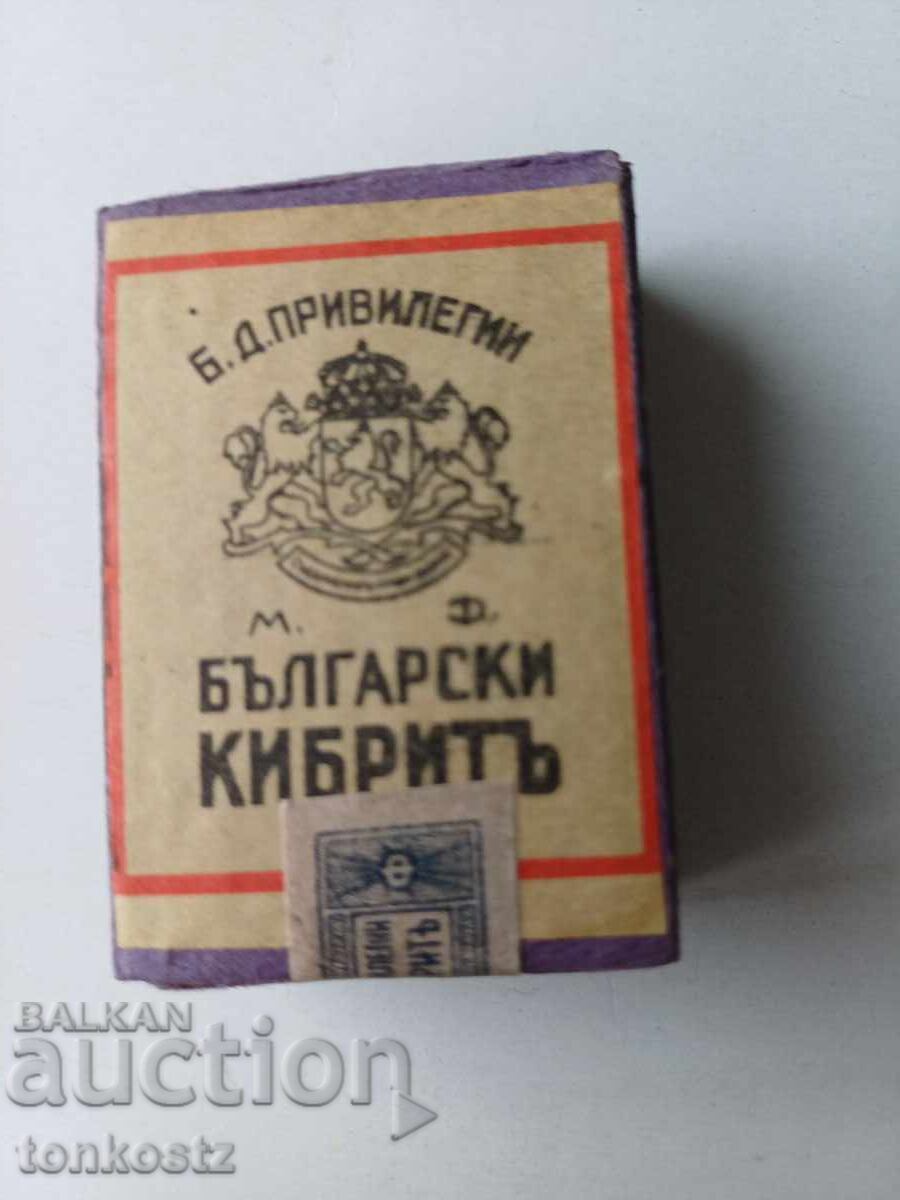 Б.Д.ПРИВИЛЕГИИ
М. Ф.
БЪЛГАРСКИ
КИБРИТЪ
Ф
BALKAN
auction
tonkostz